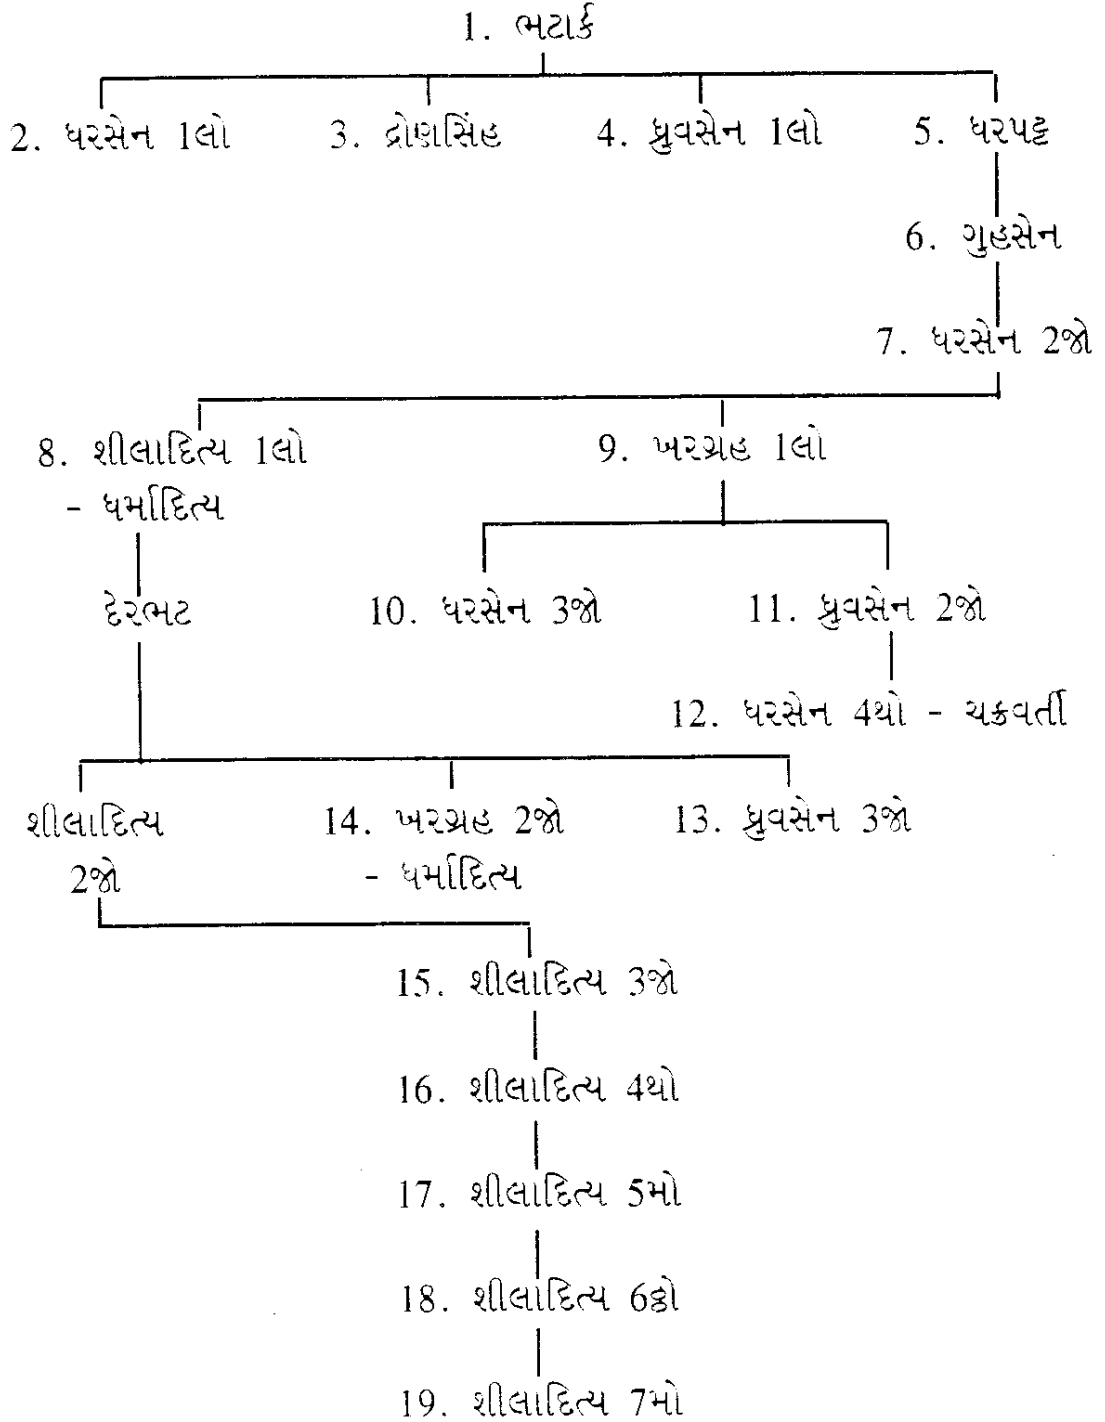 1. ભટાર્ક
2. ધરસેન 1લો 3. દ્રોણસિંહ 4. ધ્રુવસેન 1લો 5. ધરપટ્ટ
6. ગુહસેન
7. ધરસેન 2જો
8. શીલાદિત્ય 1લો 9. ખરગ્રહ 1લો
- ધર્માદિત્ય
દેરભટ 10. ધરસેન 3જો 11. ધ્રુવસેન 2જો
12. ધરસેન 4થો - ચક્રવર્તી
શીલાદિત્ય 14. ખરગ્રહ 2જો 13. ધ્રુવસેન 3જો
2જો - ધર્માદિત્ય
15. શીલાદિત્ય 3જો
16. શીલાદિત્ય 4થો
17. શીલાદિત્ય 5મો
18. શીલાદિત્ય 6ઠ્ઠો
19. શીલાદિત્ય 7મો